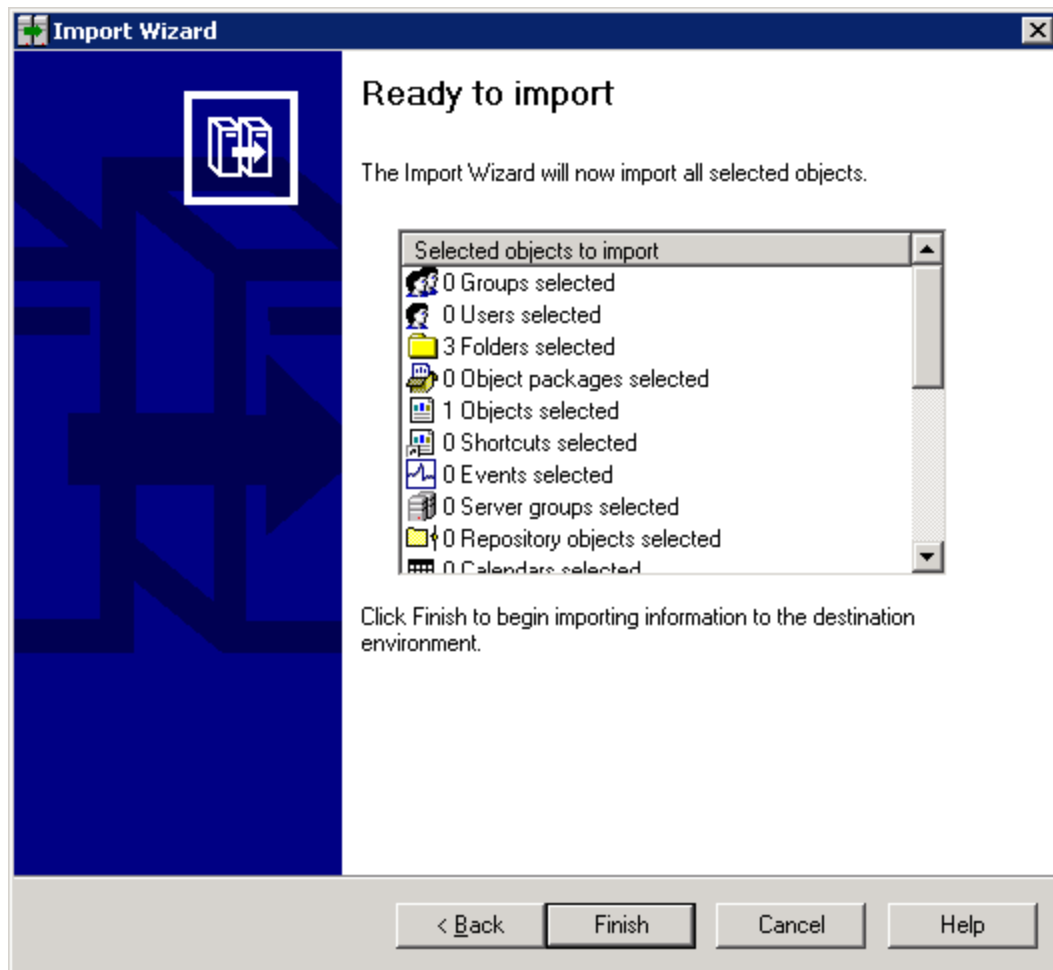 Import Wizard
Ready to import
The Import Wizard will now import all selected objects.
Selected objects to import
0 Groups selected
0 Users selected
3 Folders selected
0 Object packages selected
1 Objects selected
0 Shortcuts selected
0 Events selected
0 Server groups selected
0 Repository objects selected
0 Calendars selected
Click Finish to begin importing information to the destination
environment.
< Back
Finish
Cancel
Help